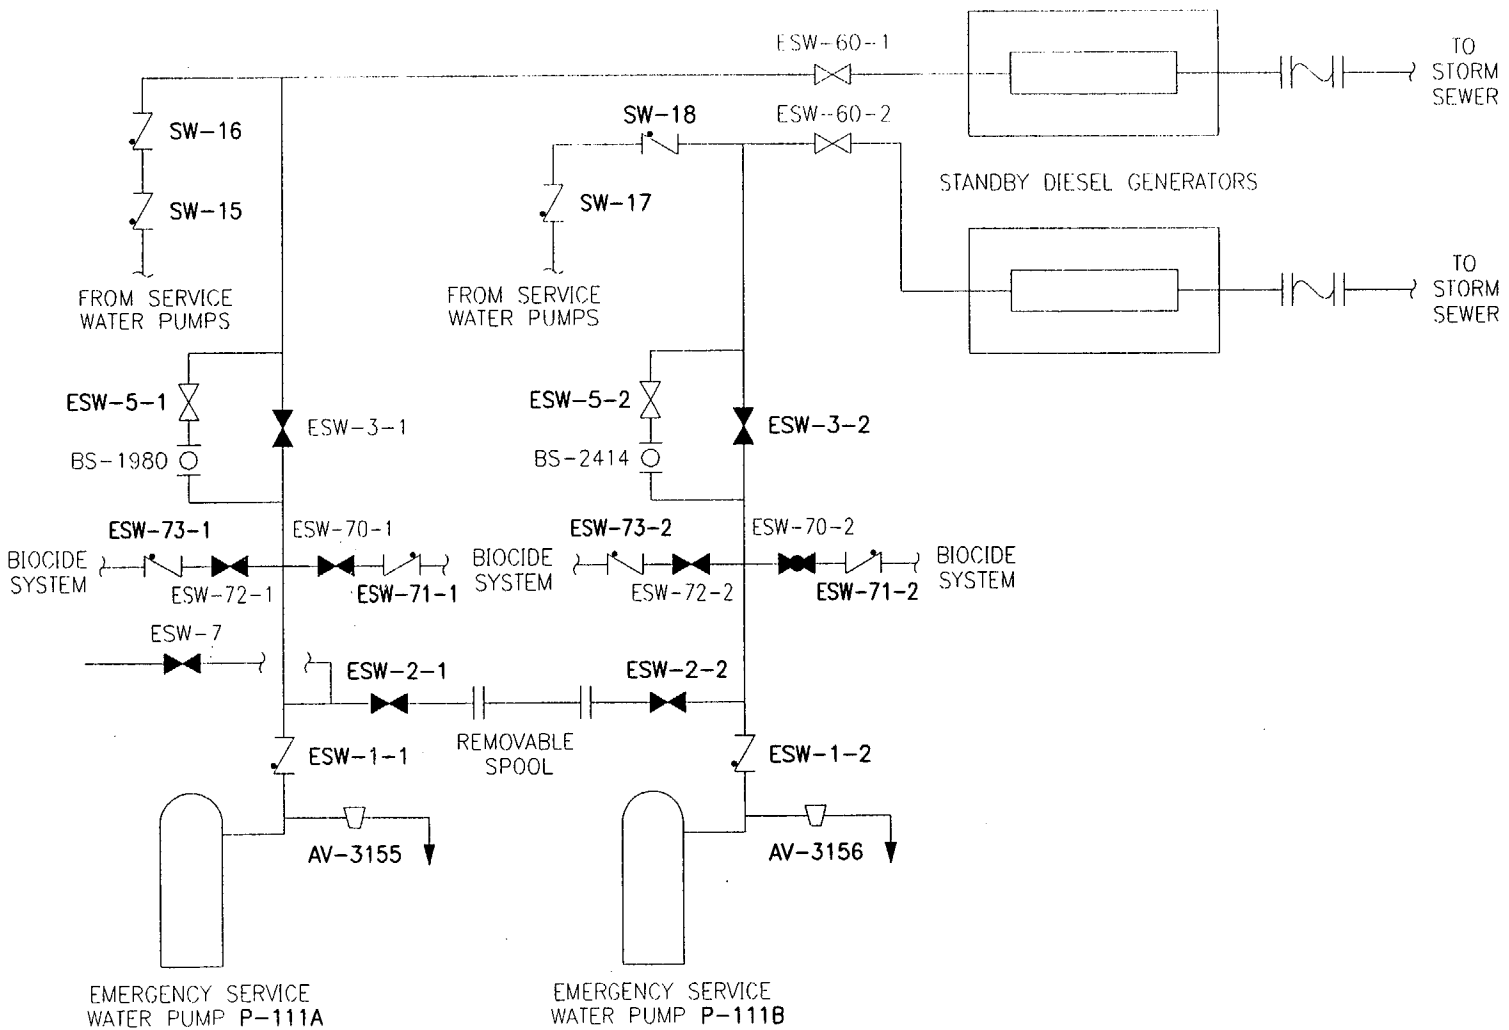 ESW-60-1
TO
STORM
SEWER
SW-16
SW-18
ESW-60-2
SW-15
SW-17
STANDBY DIESEL GENERATORS
FROM SERVICE
WATER PUMPS
FROM SERVICE
WATER PUMPS
TO
STORM
SEWER
ESW-5-1
ESW-3-1
BS-1980
ESW-5-2
ESW-3-2
BS-2414
ESW-73-1
ESW-70-1
BIOCIDE
SYSTEM
ESW-72-1
ESW-71-1
BIOCIDE
SYSTEM
ESW-73-2
ESW-70-2
ESW-72-2
ESW-71-2
BIOCIDE
SYSTEM
ESW-7
ESW-2-1
ESW-2-2
REMOVABLE
SPOOL
ESW-1-1
ESW-1-2
AV-3155
AV-3156
EMERGENCY SERVICE
WATER PUMP P-111A
EMERGENCY SERVICE
WATER PUMP P-111B